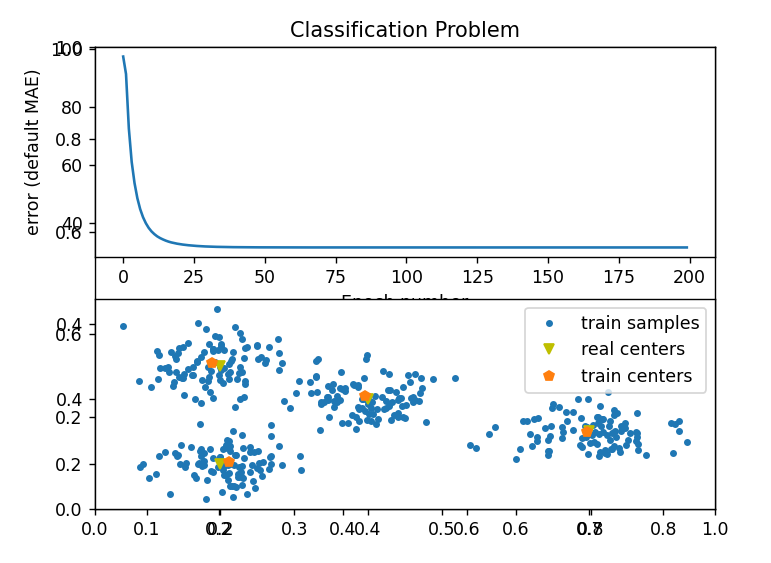 Classification Problem
1.0
100
80
0.8
60
40
0.6
error (default MAE)
0 25 50 75 100 125 150 175 200
Epoch number
train samples
real centers
train centers
0.4
0.6
0.4
0.2
0.2
0.0
0.0 0.1 0.2 0.2 0.3 0.4 0.4 0.5 0.6 0.6 0.7 0.8 0.8 1.0